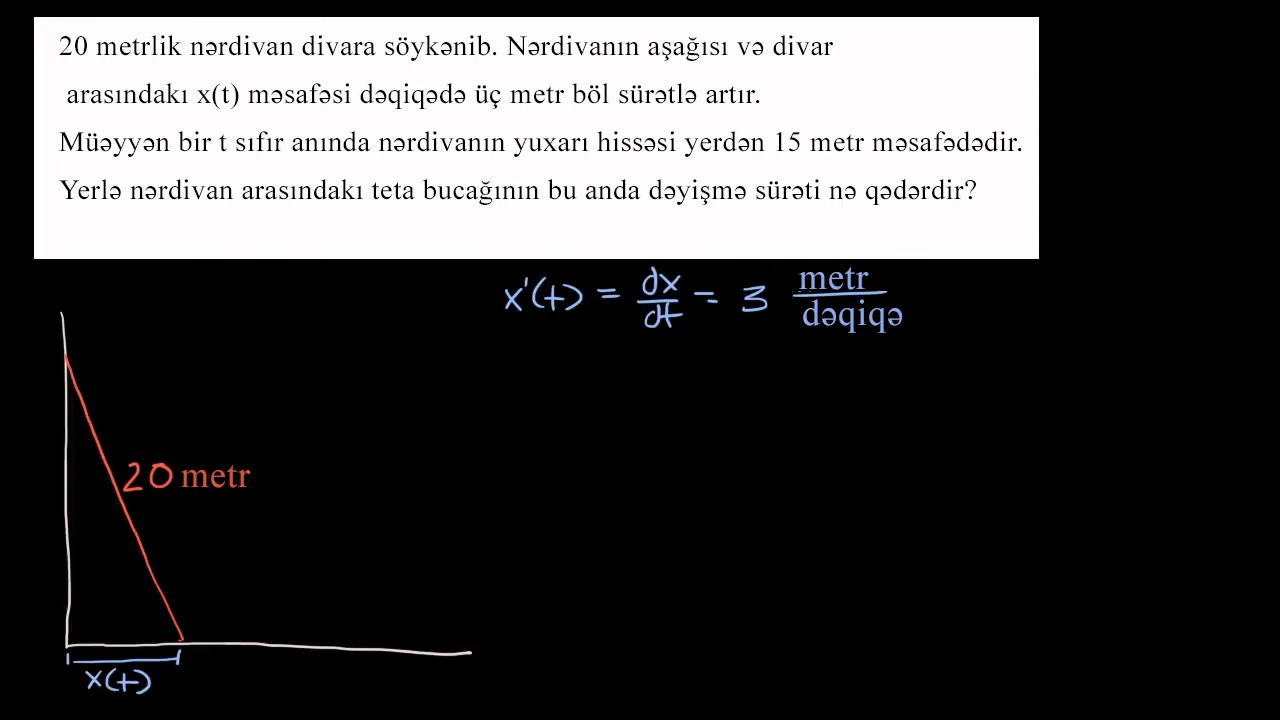 20 metrlik nərdivan divara söykənib. Nərdivanın aşağısı və divar
arasındakı x(t) məsafəsi dəqiqədə üç metr böl sürətlə artır.
Müəyyən bir t sıfır anında nərdivanın yuxarı hissəsi yerdən 15 metr məsafədədir.
Yerlə nərdivan arasındakı teta bucağının bu anda dəyişmə sürəti nə qədərdir?
x'(t) = dx/dt = 3 metr/dəqiqə
20 metr
x(t)